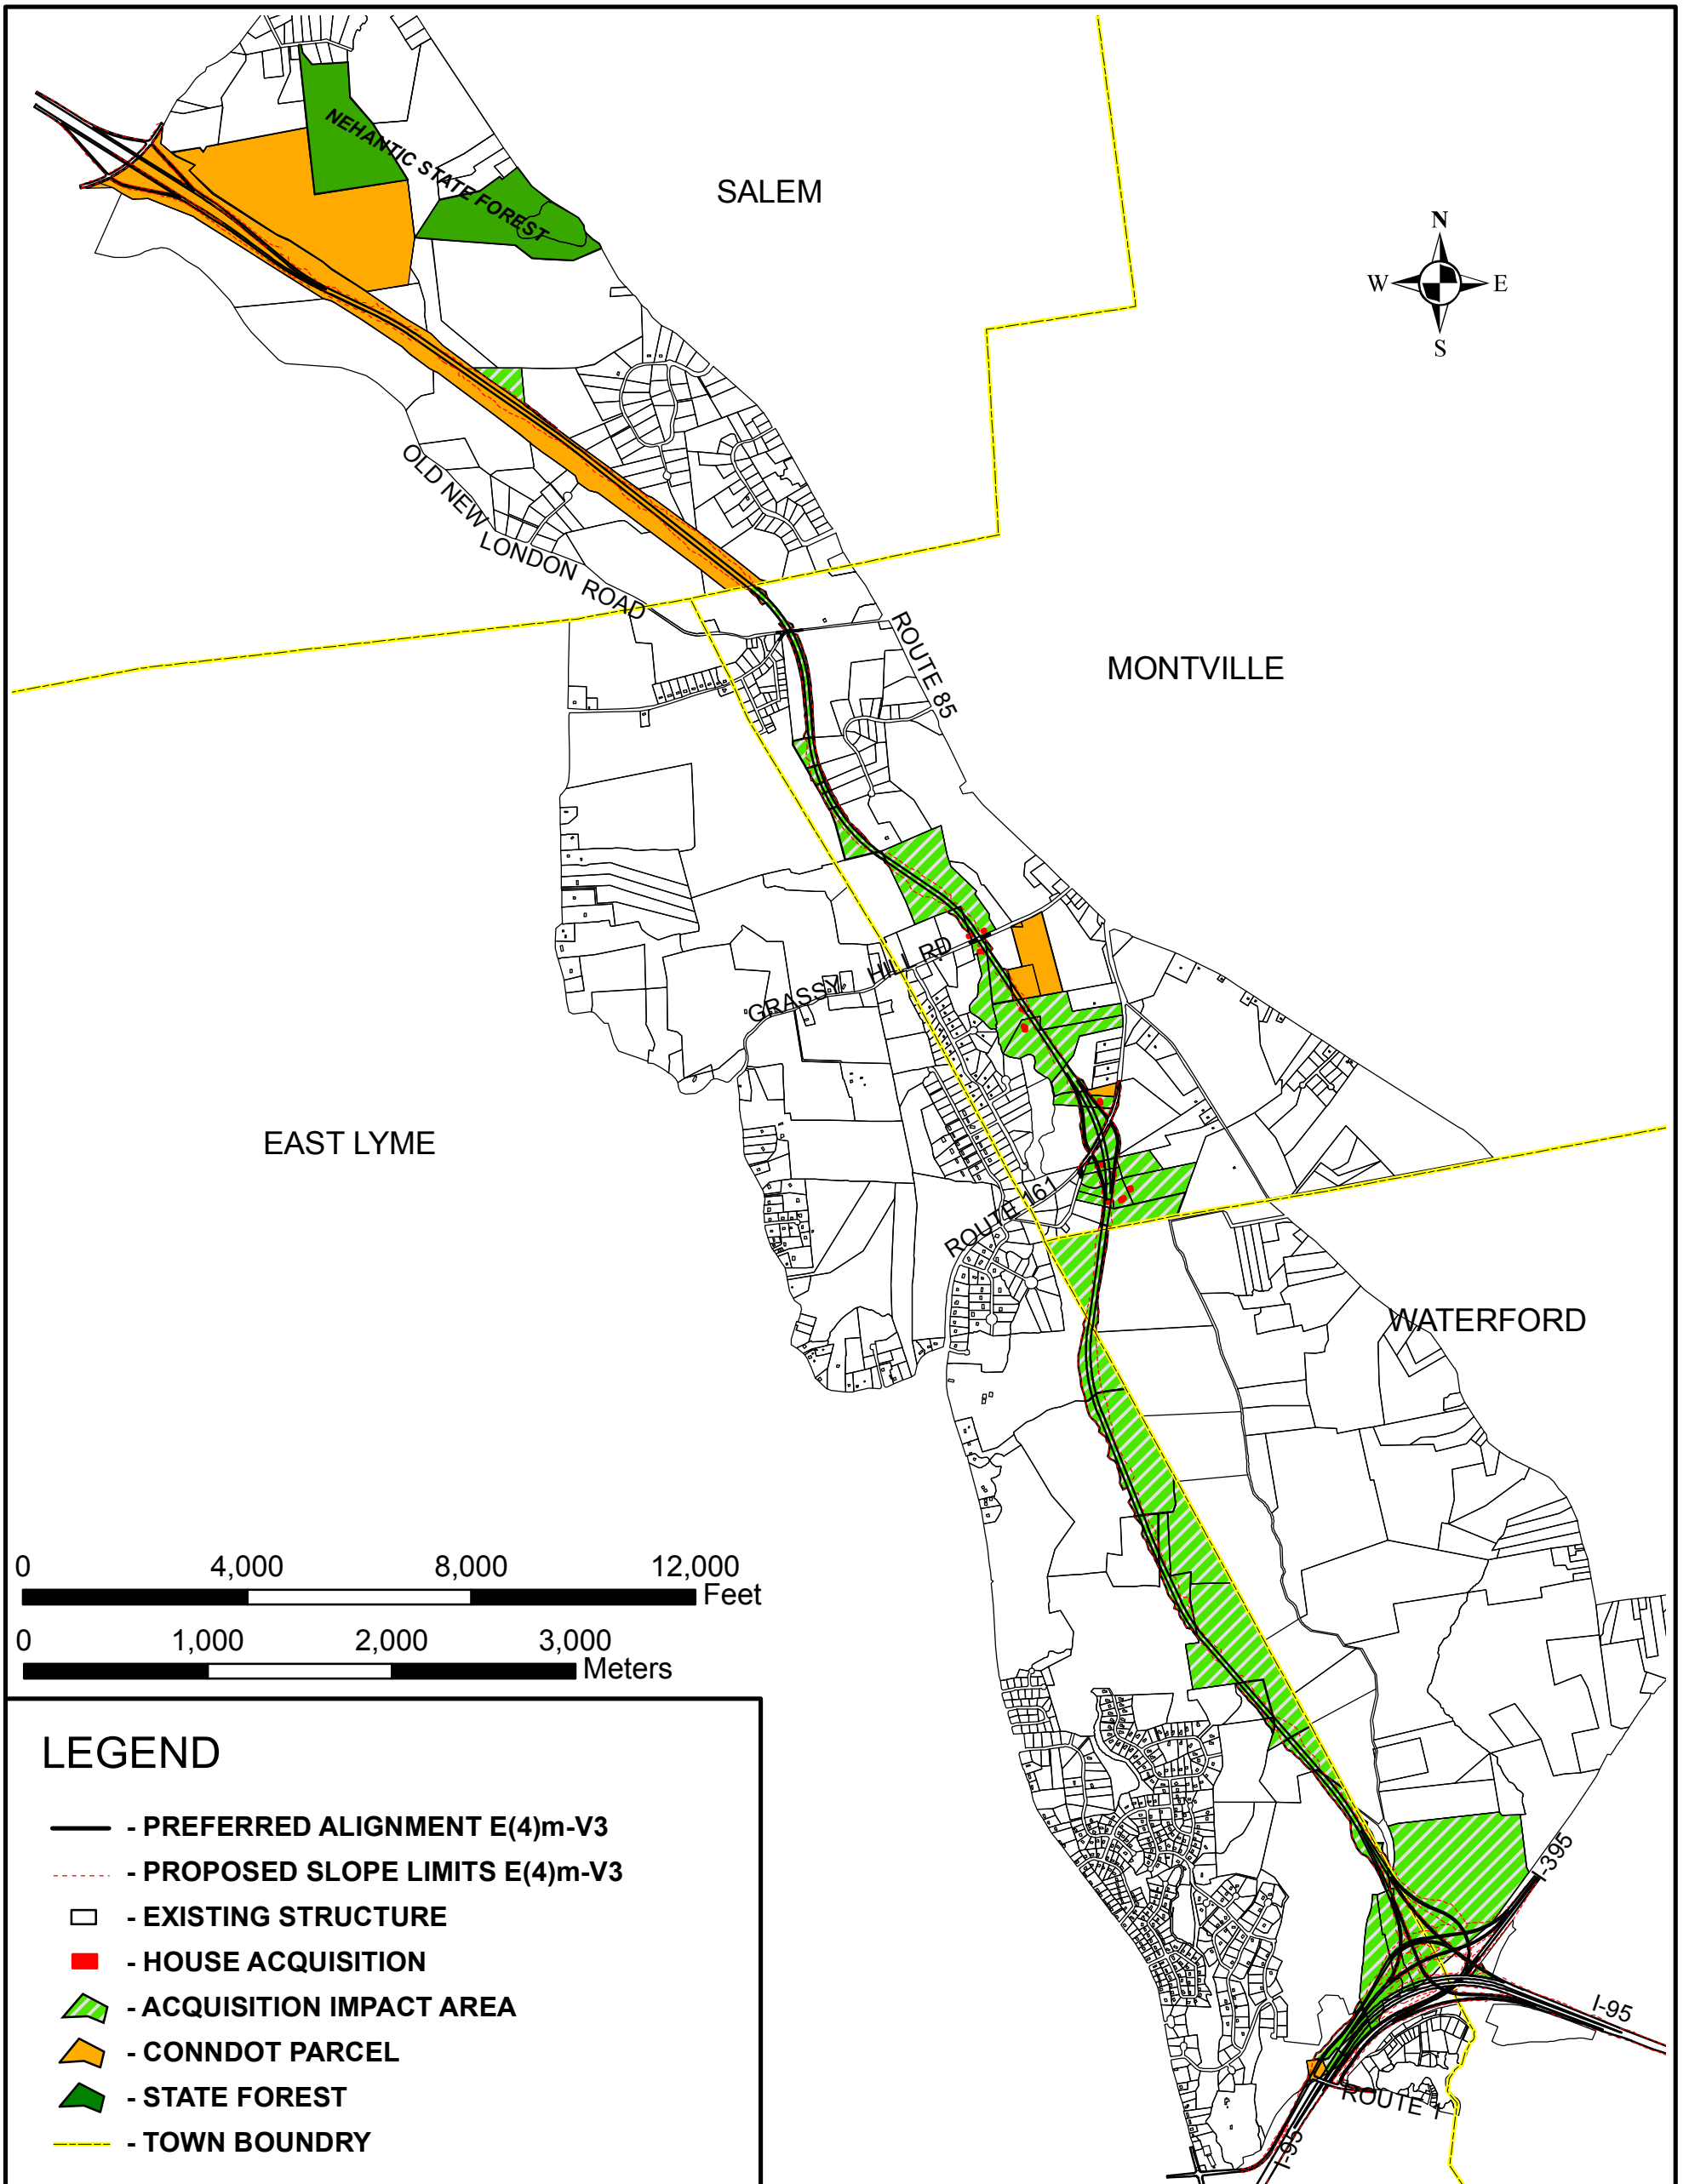 NEHANTIC STATE FOREST
SALEM
N
W E
S
OLD NEW LONDON ROAD
ROUTE 85
MONTVILLE
GRASSY HILL RD
EAST LYME
ROUTE 161
WATERFORD
0 4,000 8,000 12,000
Feet
0 1,000 2,000 3,000
Meters
I-395
I-95
ROUTE 1
I-95
LEGEND
- PREFERRED ALIGNMENT E(4)m-V3
- PROPOSED SLOPE LIMITS E(4)m-V3
- EXISTING STRUCTURE
- HOUSE ACQUISITION
- ACQUISITION IMPACT AREA
- CONNDOT PARCEL
- STATE FOREST
- TOWN BOUNDRY